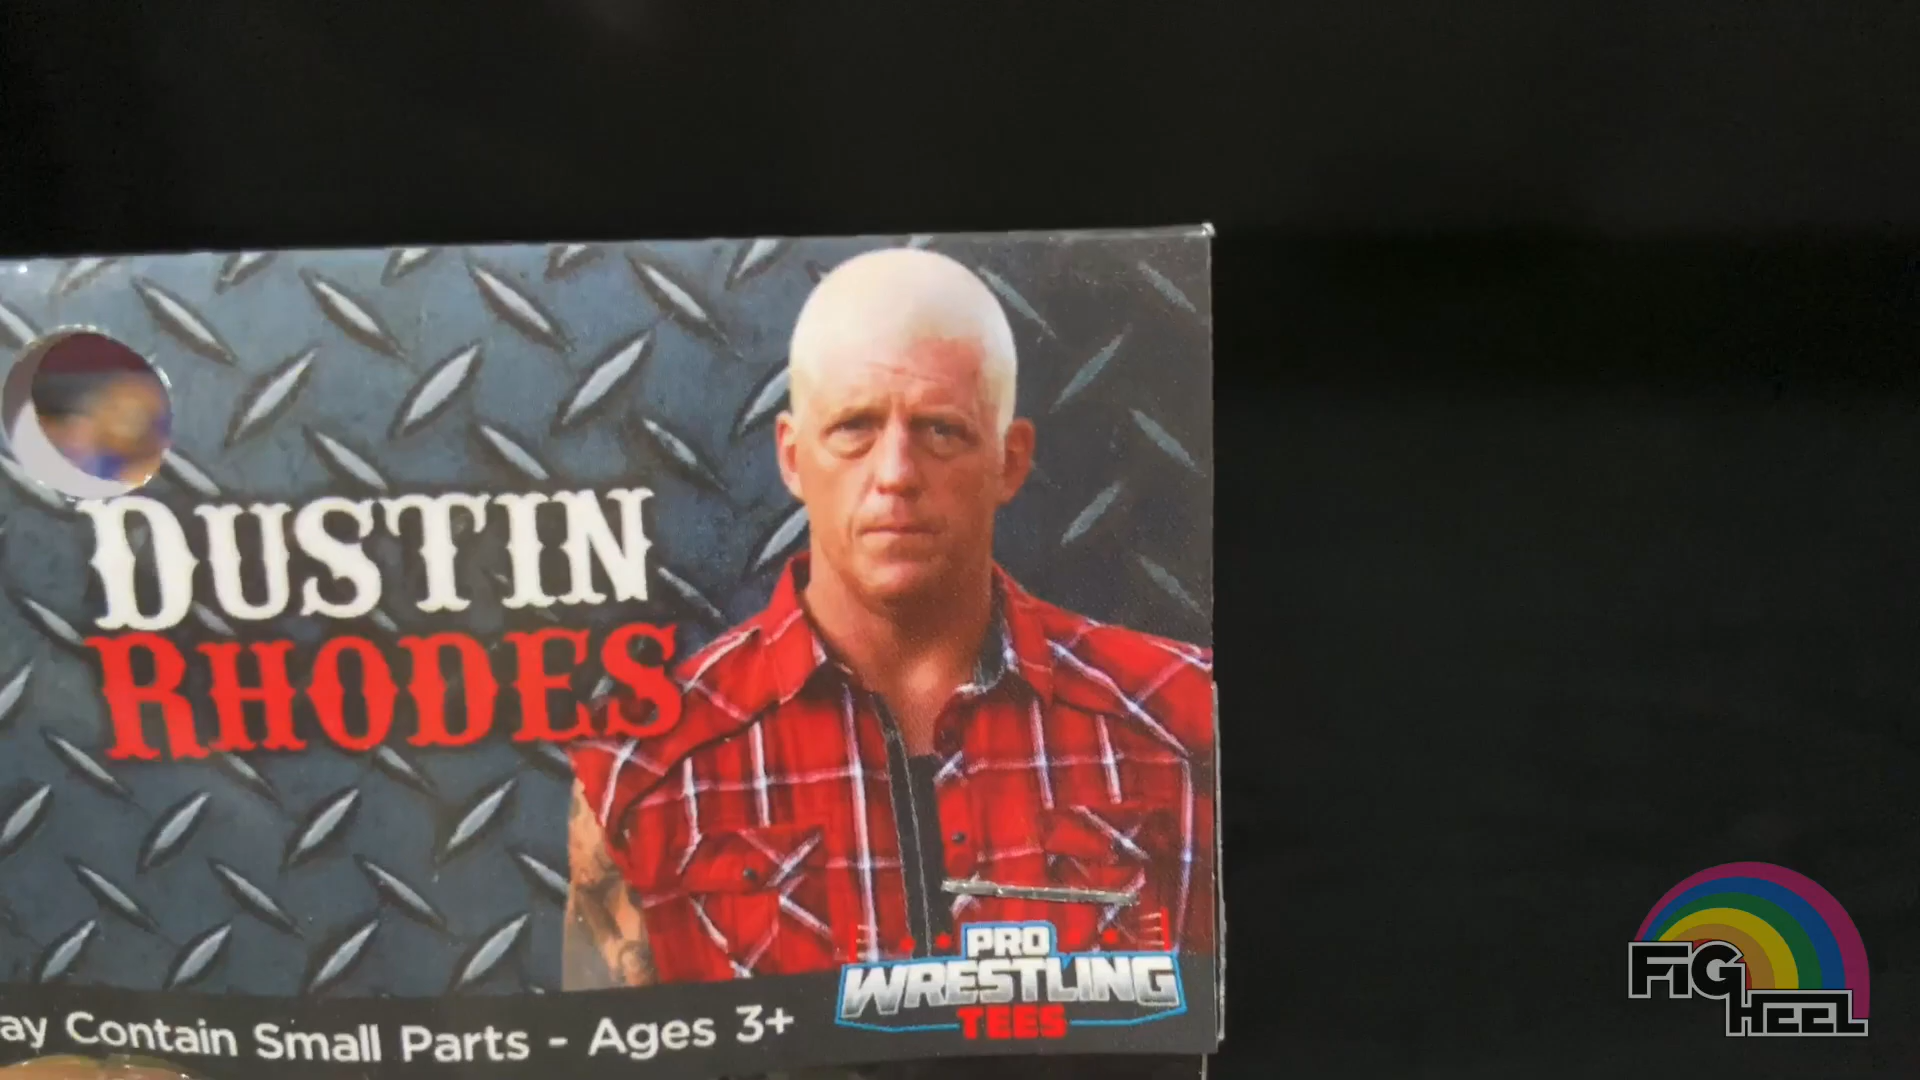 DUSTIN
RHODES
ay Contain Small Parts - Ages 3+
PRO
WRESTLING
TEES
FIG
HEEL